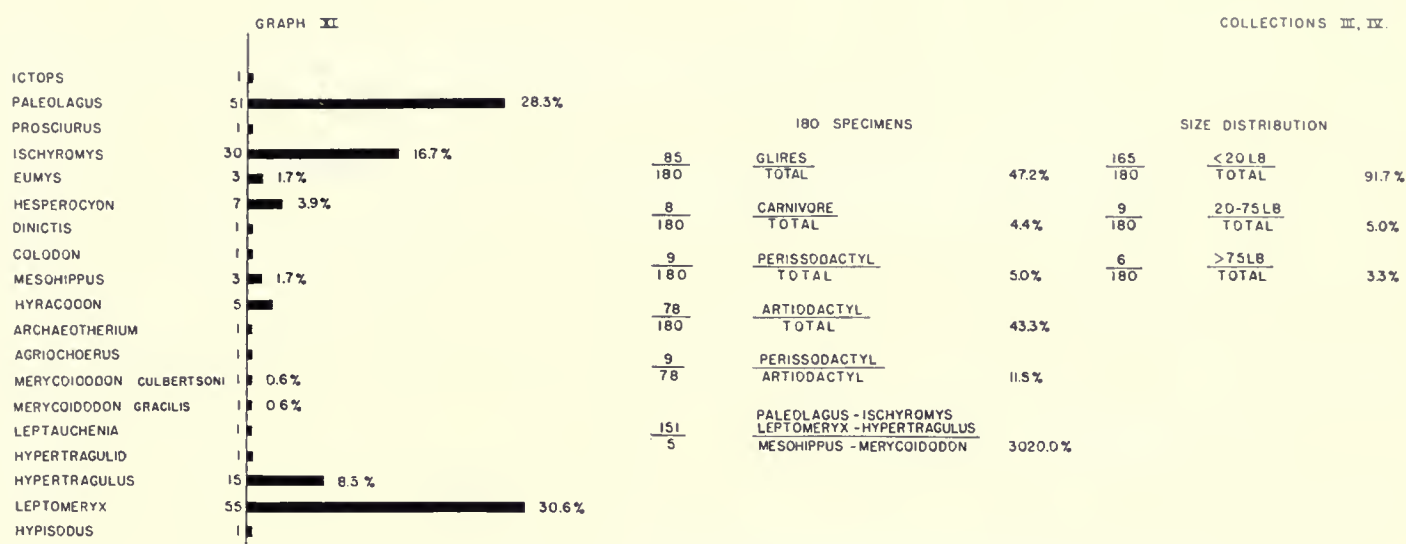 GRAPH XI
COLLECTIONS III, IV.
ICTOPS 1
PALEOLAGUS 51 28.3%
PROSCIURUS 1
ISCHYROMYS 30 16.7%
EUMYS 3 1.7%
HESPEROCYON 7 3.9%
DINICTIS 1
COLODON 1
MESOHIPPUS 3 1.7%
HYRACODON 5
ARCHAEOTHERIUM 1
AGRIOCHOERUS 1
MERYCOIDODON CULBERTSONI 1 0.6%
MERYCOIDODON GRACILIS 1 0.6%
LEPTAUCHENIA 1
HYPERTRAGULID 1
HYPERTRAGULUS 15 8.3%
LEPTOMERYX 55 30.6%
HYPISODUS 1
180 SPECIMENS
85 GLIRES
180 TOTAL 47.2%
8 CARNIVORE
180 TOTAL 4.4%
9 PERISSODACTYL
180 TOTAL 5.0%
78 ARTIODACTYL
180 TOTAL 43.3%
9 PERISSODACTYL
78 ARTIODACTYL 11.5%
PALEOLAGUS - ISCHYROMYS
151 LEPTOMERYX - HYPERTRAGULUS
5 MESOHIPPUS - MERYCOIDODON 3020.0%
SIZE DISTRIBUTION
165 <20 LB
180 TOTAL 91.7%
9 20-75 LB
180 TOTAL 5.0%
6 >75 LB
180 TOTAL 3.3%